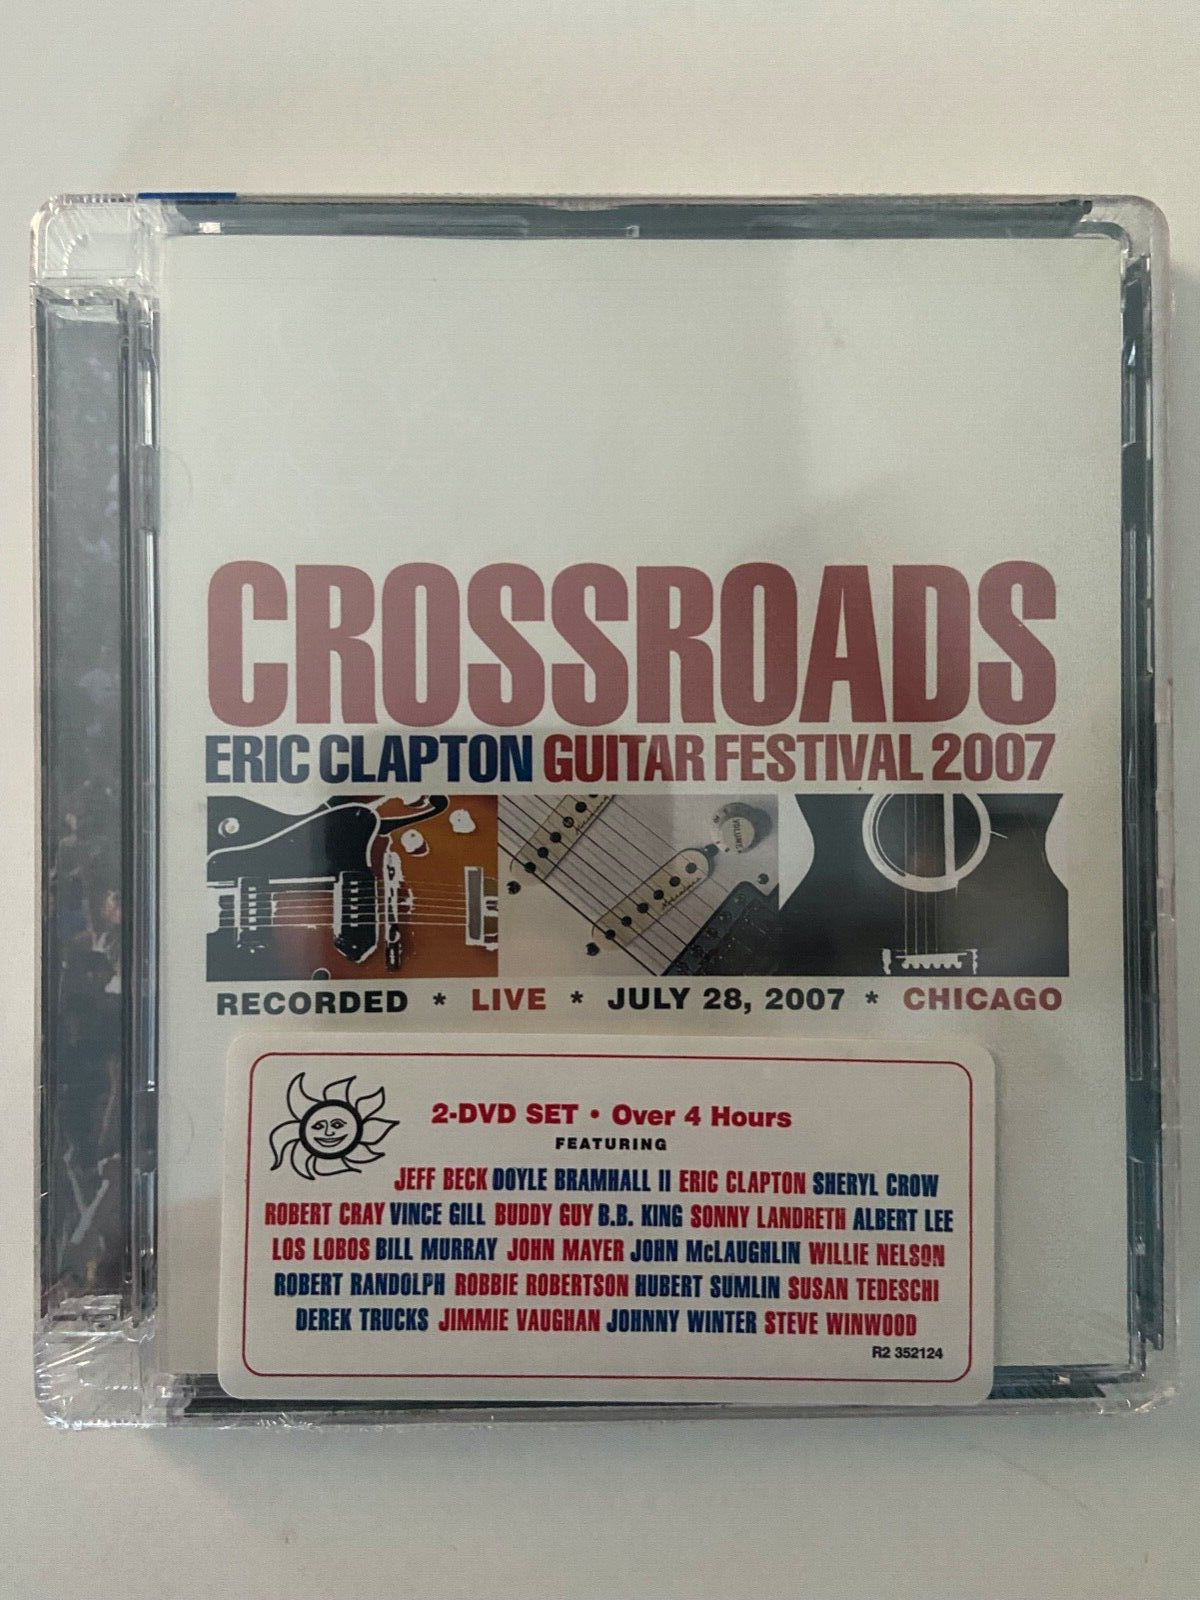 CROSSROADS
ERIC CLAPTON GUITAR FESTIVAL 2007
VOLUME
RECORDED * LIVE * JULY 28, 2007 * CHICAGO
2-DVD SET • Over 4 Hours
FEATURING
JEFF BECK DOYLE BRAMHALL II ERIC CLAPTON SHERYL CROW
ROBERT CRAY VINCE GILL BUDDY GUY B.B. KING SONNY LANDRETH ALBERT LEE
LOS LOBOS BILL MURRAY JOHN MAYER JOHN McLAUGHLIN WILLIE NELSON
ROBERT RANDOLPH ROBBIE ROBERTSON HUBERT SUMLIN SUSAN TEDESCHI
DEREK TRUCKS JIMMIE VAUGHAN JOHNNY WINTER STEVE WINWOOD
R2 352124